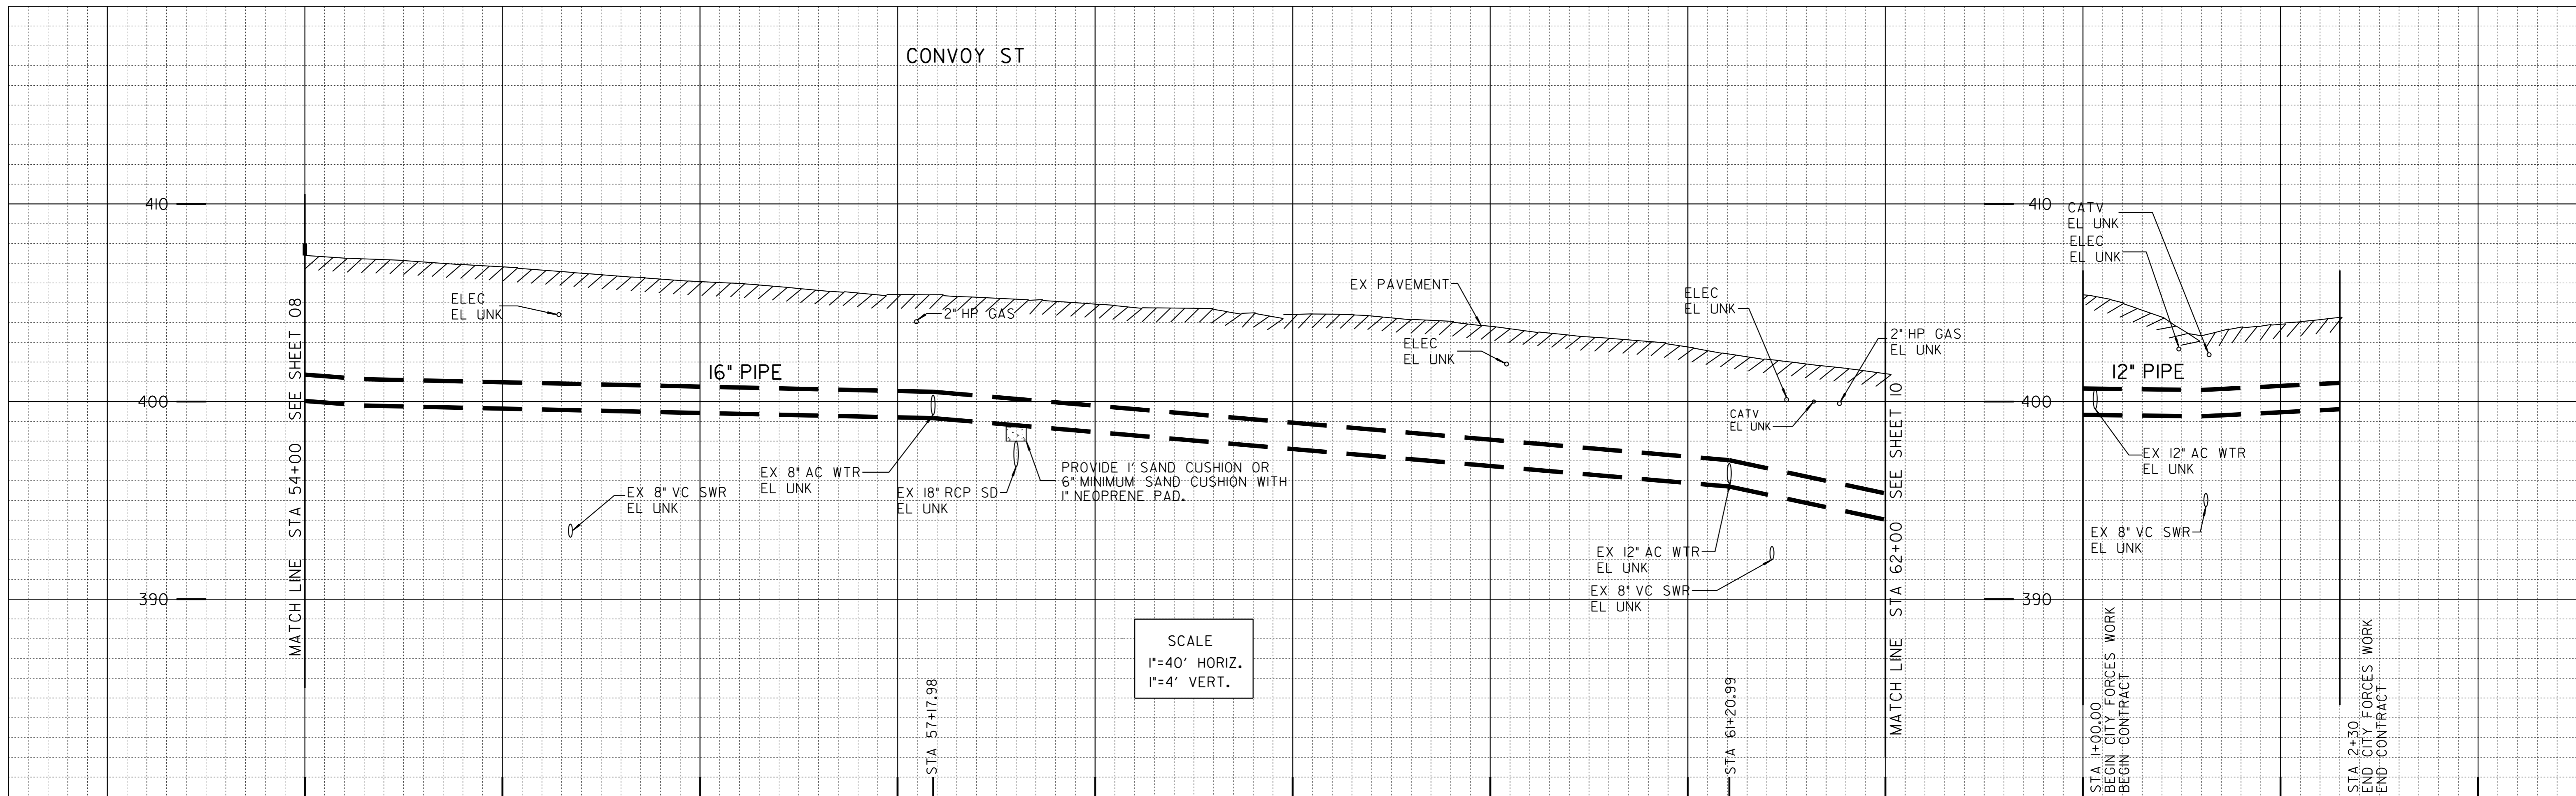 CONVOY ST
410
400
390
MATCH LINE STA 54+00 SEE SHEET 08
ELEC
EL UNK
2" HP GAS
16" PIPE
EX 8" VC SWR
EL UNK
EX 8" AC WTR
EL UNK
EX 18" RCP SD
EL UNK
PROVIDE 1' SAND CUSHION OR
6" MINIMUM SAND CUSHION WITH
1" NEOPRENE PAD.
EX PAVEMENT
ELEC
EL UNK
ELEC
EL UNK
2" HP GAS
EL UNK
CATV
EL UNK
EX 12" AC WTR
EL UNK
EX 8" VC SWR
EL UNK
SCALE
1"=40' HORIZ.
1"=4' VERT.
STA 57+17.98
STA 61+20.99
MATCH LINE STA 62+00 SEE SHEET 10
410
400
390
CATV
EL UNK
ELEC
EL UNK
12" PIPE
EX 12" AC WTR
EL UNK
EX 8" VC SWR
EL UNK
STA 1+00.00
BEGIN CITY FORCES WORK
BEGIN CONTRACT
STA 2+30
END CITY FORCES WORK
END CONTRACT